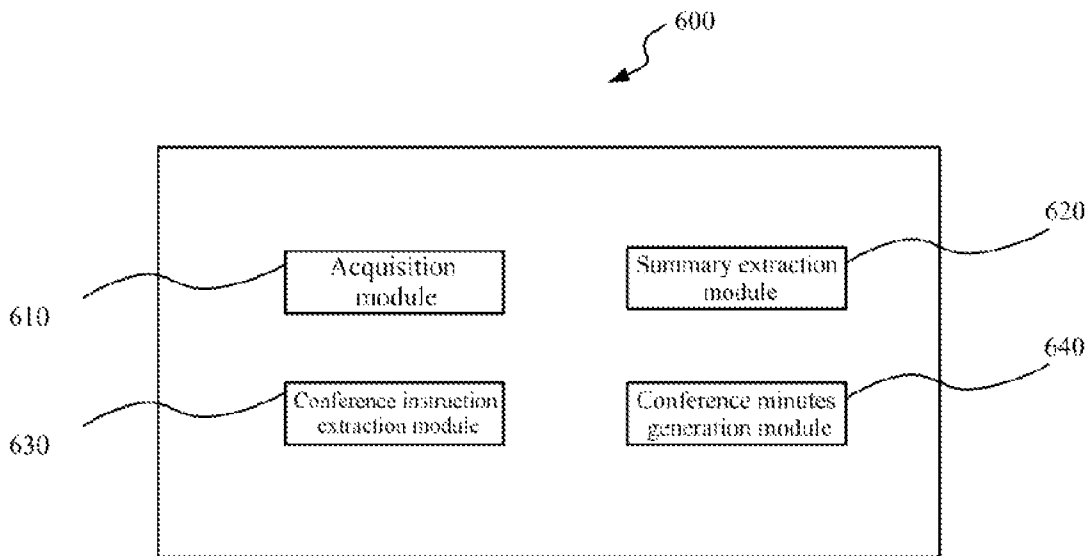 600
620
Acquisition
module
Summary extraction
module
610
640
Conference instruction
extraction module
Conference minutes
generation module
630